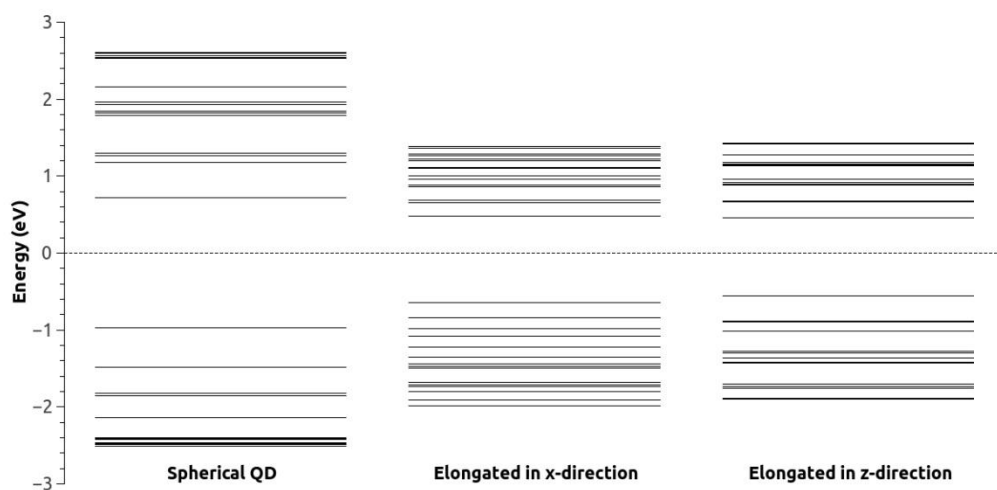 3
2
1
0
−1
−2
−3
Energy (eV)
Spherical QD
Elongated in x-direction
Elongated in z-direction